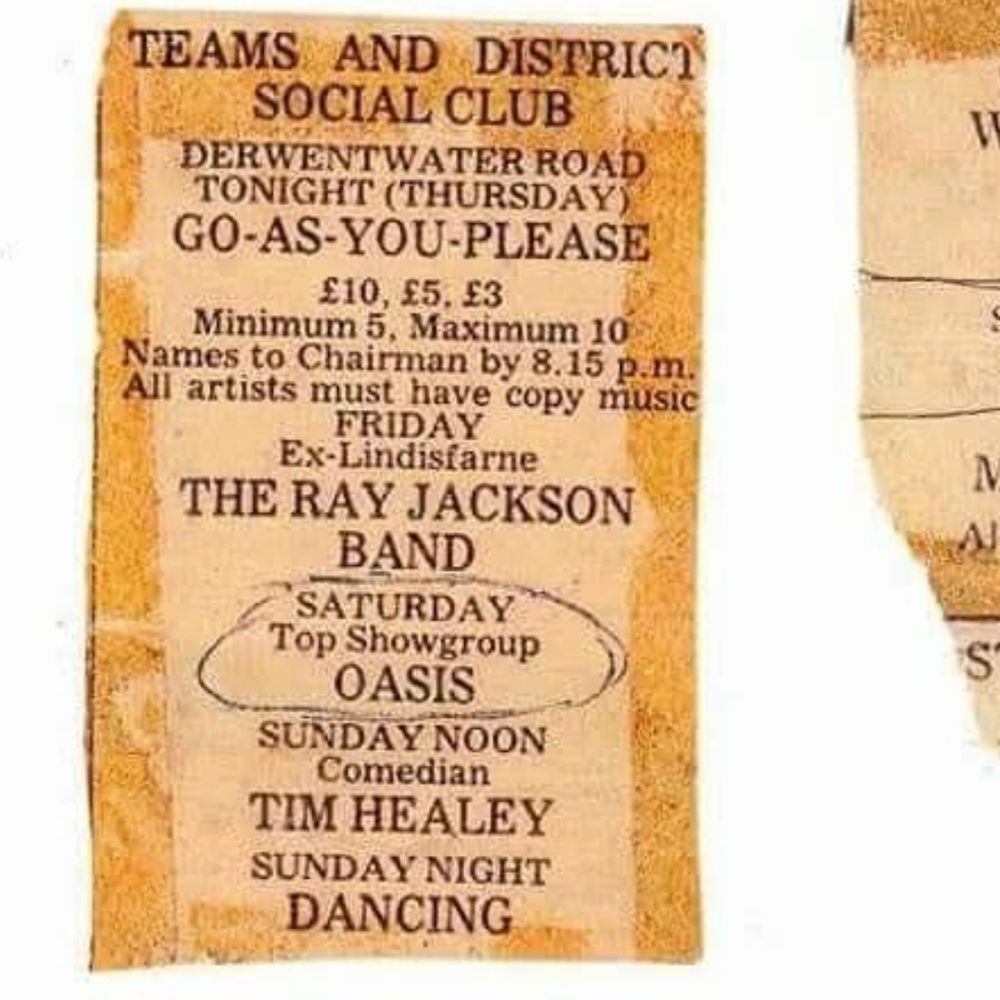 TEAMS AND DISTRICT
SOCIAL CLUB
DERWENTWATER ROAD
TONIGHT (THURSDAY)
GO-AS-YOU-PLEASE
£10, £5, £3
Minimum 5, Maximum 10
Names to Chairman by 8.15 p.m.
All artists must have copy music
FRIDAY
Ex-Lindisfarne
THE RAY JACKSON
BAND
SATURDAY
Top Showgroup
OASIS
SUNDAY NOON
Comedian
TIM HEALEY
SUNDAY NIGHT
DANCING